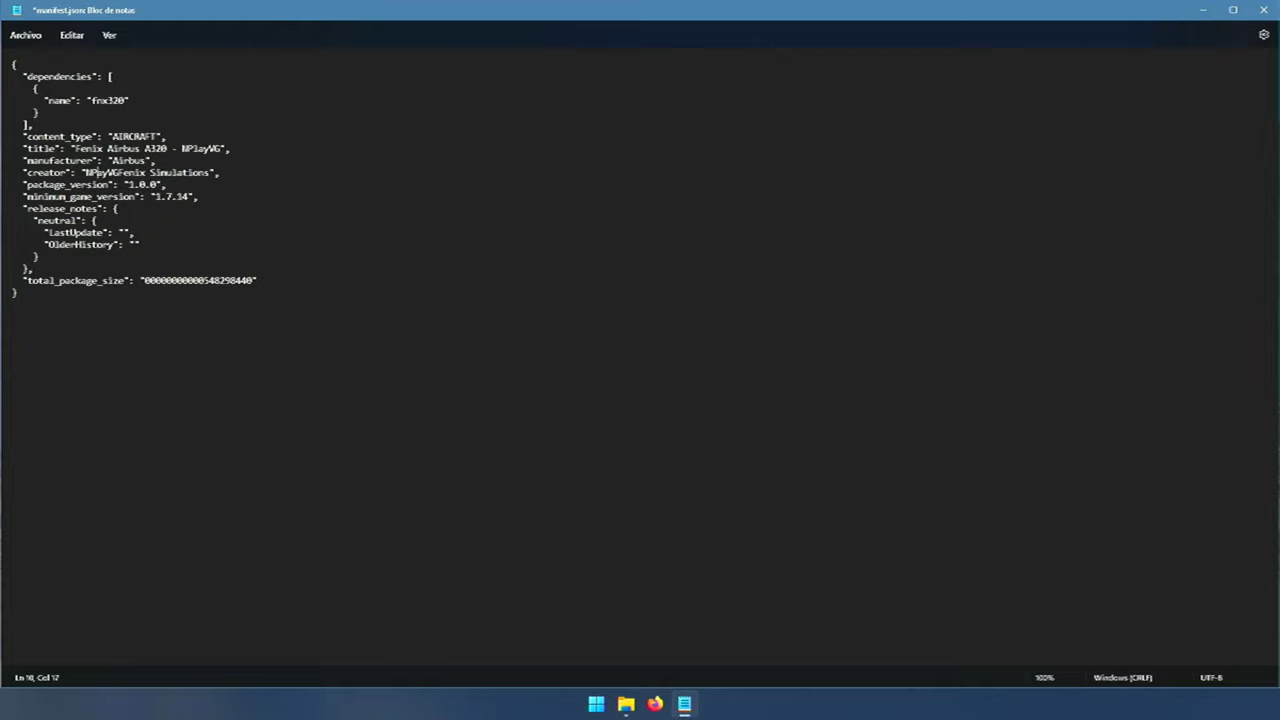 *manifest.json: Bloc de notas
Archivo Editar Ver
{
"dependencies": [
{
"name": "fnx320"
}
],
"content_type": "AIRCRAFT",
"title": "Fenix Airbus A320 - NPlayVG",
"manufacturer": "Airbus",
"creator": "NPayVGFenix Simulations",
"package_version": "1.0.0",
"minimum_game_version": "1.7.14",
"release_notes": {
"neutral": {
"LastUpdate": "",
"OlderHistory": ""
}
},
"total_package_size": "00000000000548298440"
}
Ln 10, Col 17 100% Windows (CRLF) UTF-8